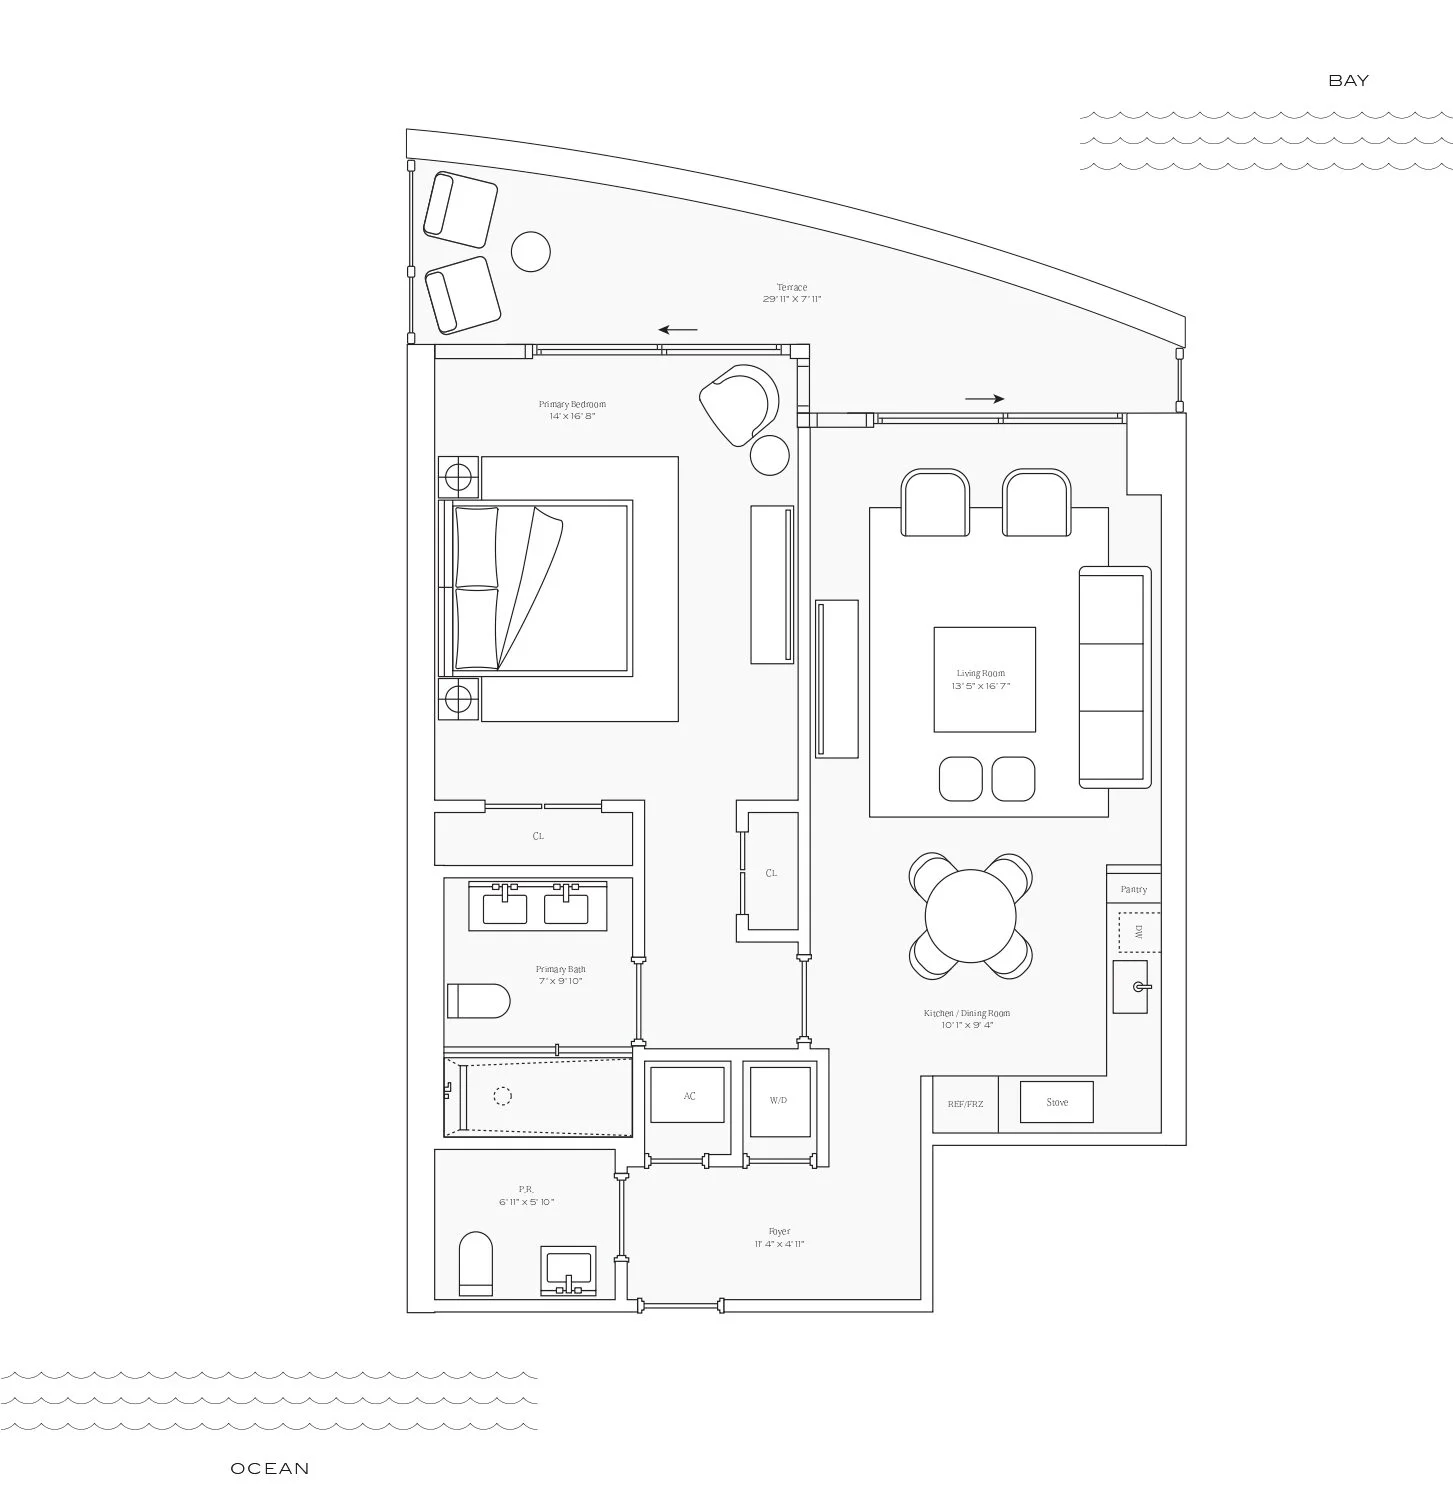 BAY
Terrace
29' 11" X 7' 11"
Primary Bedroom
14' x 16' 8"
Living Room
13' 5" x 16' 7"
CL
CL
Pantry
DW
Primary Bath
7' x 9' 10"
Kitchen / Dining Room
10' 1" x 9' 4"
AC
W/D
REF/FRZ
Stove
P.R.
6' 11" x 5' 10"
Foyer
11' 4" x 4' 11"
OCEAN